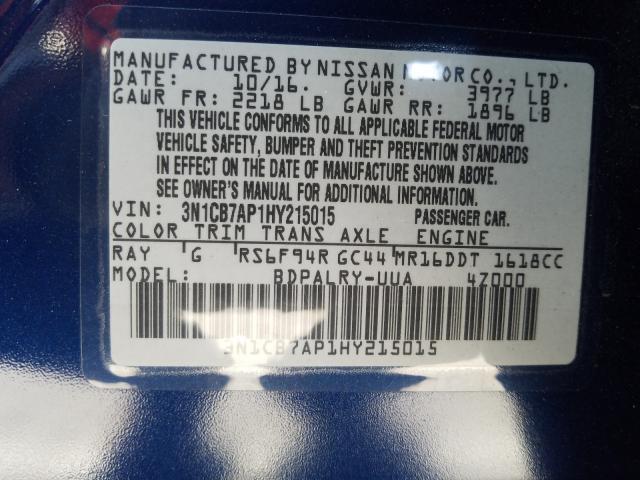 MANUFACTURED BY NISSAN MOTOR CO., LTD.
DATE: 10/16. GVWR: 3977 LB
GAWR FR: 2218 LB GAWR RR: 1896 LB
THIS VEHICLE CONFORMS TO ALL APPLICABLE FEDERAL MOTOR
VEHICLE SAFETY, BUMPER AND THEFT PREVENTION STANDARDS
IN EFFECT ON THE DATE OF MANUFACTURE SHOWN ABOVE.
SEE OWNER'S MANUAL FOR ADDITIONAL INFORMATION.
VIN: 3N1CB7AP1HY215015 PASSENGER CAR.
COLOR TRIM TRANS AXLE ENGINE
RAY G RS6F94R GC44 MR16DDT 1618CC
MODEL: BDPALRY-UUA 4Z000
3N1CB7AP1HY215015